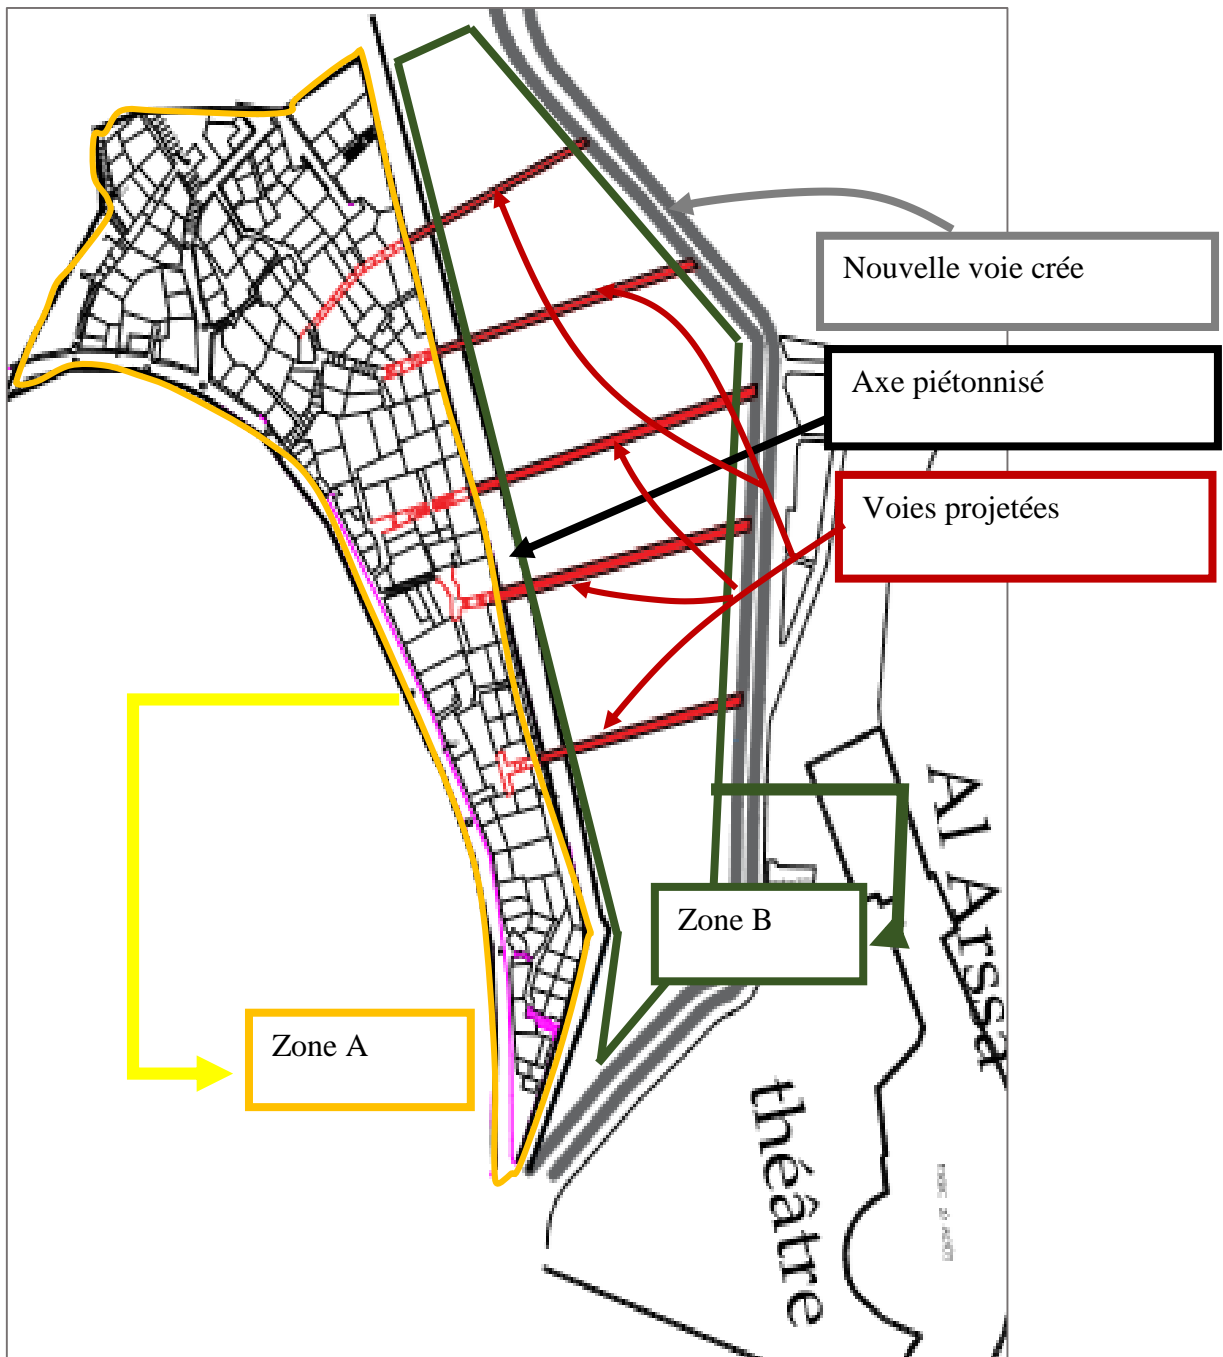 Nouvelle voie crée
Axe piétonnisé
Voies projetées
Al Arssa
Zone B
Zone A
théâtre